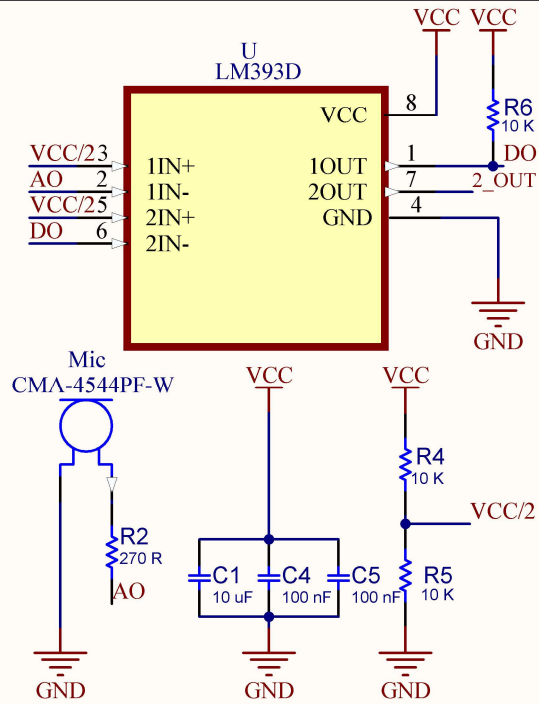 VCC VCC
U
LM393D
8
VCC
R6
10 K
VCC/2 3 1IN+ 1OUT 1 DO
AO 2 1IN- 2OUT 7 2_OUT
VCC/2 5 2IN+ GND 4
DO 6 2IN-
GND
Mic
CMA-4544PF-W
VCC VCC
R4
10 K
VCC/2
R2
270 R
AO
C1 C4 C5
10 uF 100 nF 100 nF
R5
10 K
GND GND GND